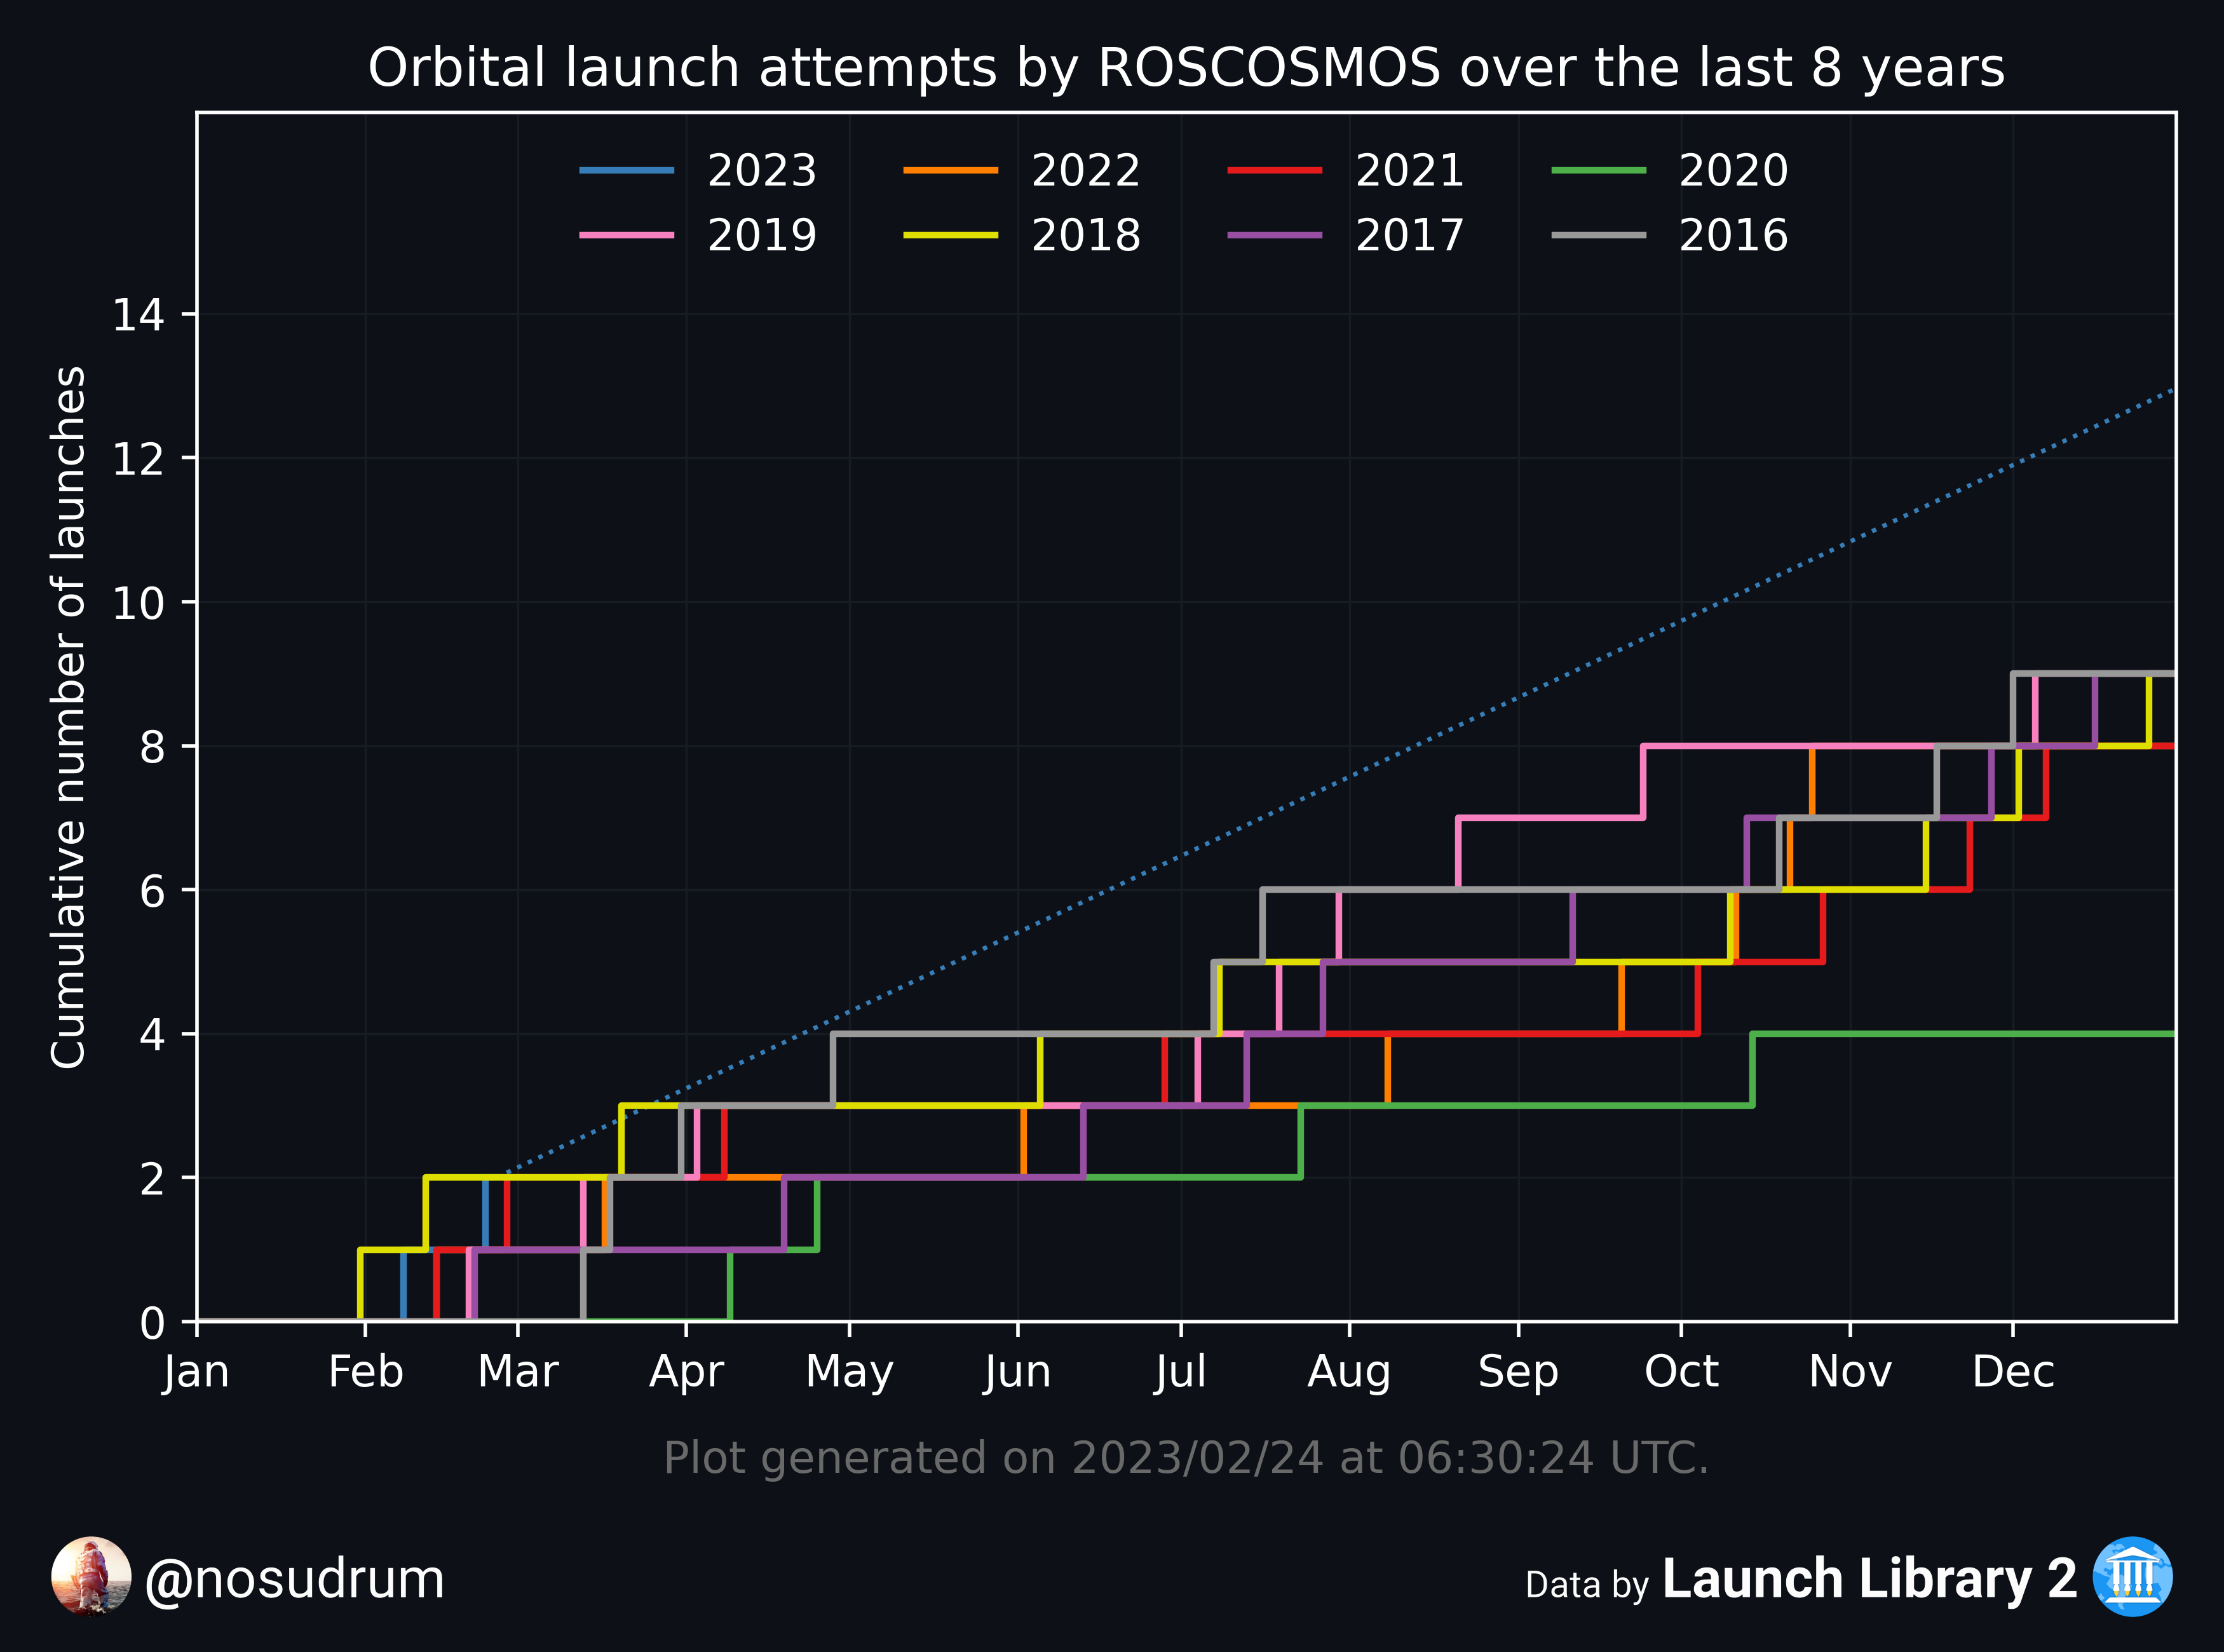 Orbital launch attempts by ROSCOSMOS over the last 8 years
2023 2022 2021 2020
2019 2018 2017 2016
Cumulative number of launches
14
12
10
8
6
4
2
0
Jan Feb Mar Apr May Jun Jul Aug Sep Oct Nov Dec
Plot generated on 2023/02/24 at 06:30:24 UTC.
@nosudrum
Data by Launch Library 2